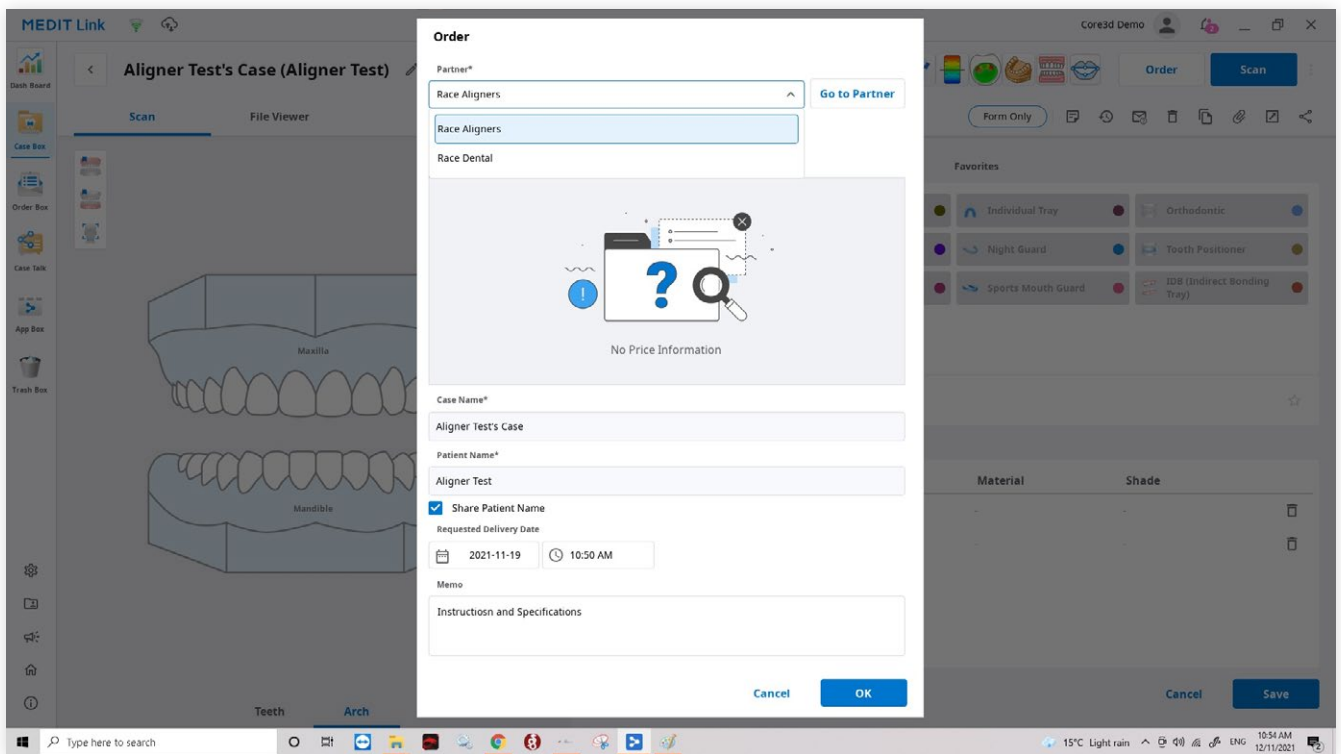 MEDIT Link
Core3d Demo
Dash Board
Case Box
Order Box
Case Talk
App Box
Trash Box
Aligner Test's Case (Aligner Test)
Order
Scan
Scan
File Viewer
Form Only
Favorites
Individual Tray
Orthodontic
Night Guard
Tooth Positioner
Sports Mouth Guard
IDB (Indirect Bonding
Tray)
Maxilla
Mandible
Teeth
Arch
Material
Shade
Cancel
Save
Order
Partner*
Race Aligners
Go to Partner
Race Aligners
Race Dental
No Price Information
Case Name*
Aligner Test's Case
Patient Name*
Aligner Test
Share Patient Name
Requested Delivery Date
2021-11-19
10:50 AM
Memo
Instructiosn and Specifications
Cancel
OK
Type here to search
15°C Light rain
ENG
10:54 AM
12/11/2021